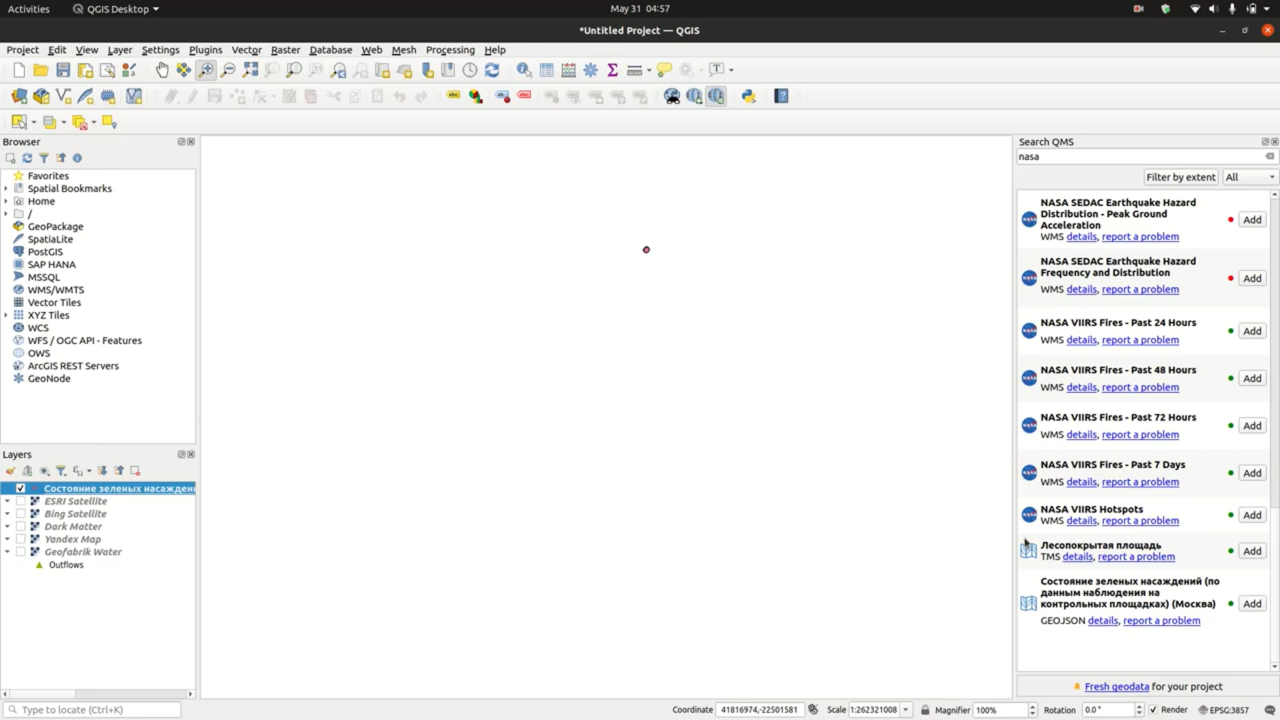 Activities QGIS Desktop May 31 04:57
*Untitled Project — QGIS
Project Edit View Layer Settings Plugins Vector Raster Database Web Mesh Processing Help
Browser
Favorites
Spatial Bookmarks
Home
/
GeoPackage
SpatiaLite
PostGIS
SAP HANA
MSSQL
WMS/WMTS
Vector Tiles
XYZ Tiles
WCS
WFS / OGC API - Features
OWS
ArcGIS REST Servers
GeoNode
Layers
Состояние зеленых насажден
ESRI Satellite
Bing Satellite
Dark Matter
Yandex Map
Geofabrik Water
Outflows
Search QMS
nasa
Filter by extent All
NASA SEDAC Earthquake Hazard
Distribution - Peak Ground
Acceleration
WMS details, report a problem
Add
NASA SEDAC Earthquake Hazard
Frequency and Distribution
WMS details, report a problem
Add
NASA VIIRS Fires - Past 24 Hours
WMS details, report a problem
Add
NASA VIIRS Fires - Past 48 Hours
WMS details, report a problem
Add
NASA VIIRS Fires - Past 72 Hours
WMS details, report a problem
Add
NASA VIIRS Fires - Past 7 Days
WMS details, report a problem
Add
NASA VIIRS Hotspots
WMS details, report a problem
Add
Лесопокрытая площадь
TMS details, report a problem
Add
Состояние зеленых насаждений (по
данным наблюдения на
контрольных площадках) (Москва)
GEOJSON details, report a problem
Add
Fresh geodata for your project
Type to locate (Ctrl+K) Coordinate 41816974,-22501581 Scale 1:262321008 Magnifier 100% Rotation 0.0 ° Render EPSG:3857